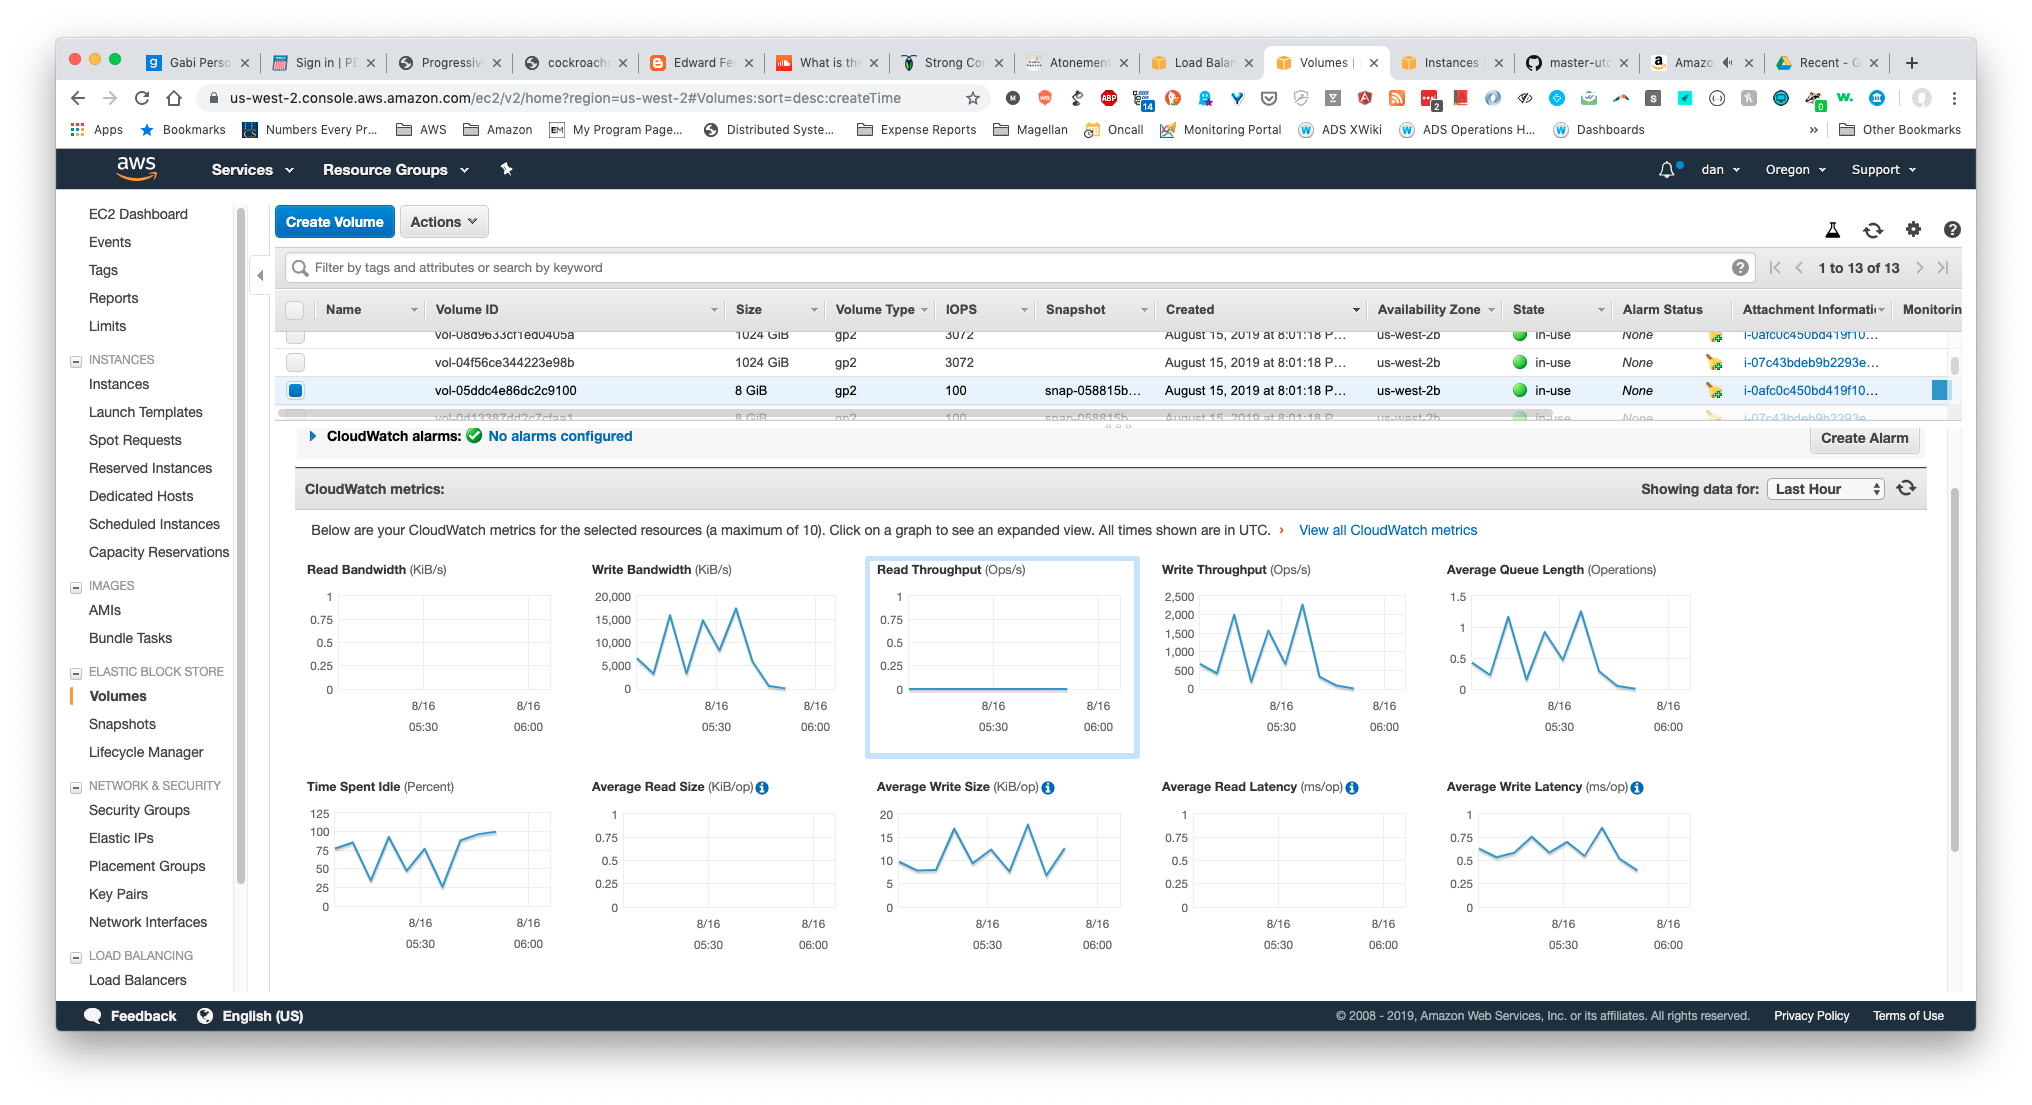 Gabi Perso
Sign in | PE
Progressive
cockroach
Edward Fe
What is the
Strong Con
Atonement
Load Balan
Volumes |
Instances |
master-utc
Amazo
Recent - G
us-west-2.console.aws.amazon.com/ec2/v2/home?region=us-west-2#Volumes:sort=desc:createTime
Apps Bookmarks Numbers Every Pr... AWS Amazon My Program Page... Distributed Syste... Expense Reports Magellan Oncall Monitoring Portal ADS XWiki ADS Operations H... Dashboards » Other Bookmarks
aws Services Resource Groups dan Oregon Support
EC2 Dashboard
Events
Tags
Reports
Limits
INSTANCES
Instances
Launch Templates
Spot Requests
Reserved Instances
Dedicated Hosts
Scheduled Instances
Capacity Reservations
IMAGES
AMIs
Bundle Tasks
ELASTIC BLOCK STORE
Volumes
Snapshots
Lifecycle Manager
NETWORK & SECURITY
Security Groups
Elastic IPs
Placement Groups
Key Pairs
Network Interfaces
LOAD BALANCING
Load Balancers
Create Volume Actions
Filter by tags and attributes or search by keyword
1 to 13 of 13
Name Volume ID Size Volume Type IOPS Snapshot Created Availability Zone State Alarm Status Attachment Informati Monitorin
vol-08d9633cf1ed0405a 1024 GiB gp2 3072 August 15, 2019 at 8:01:18 P... us-west-2b in-use None i-0afc0c450bd419f10...
vol-04f56ce344223e98b 1024 GiB gp2 3072 August 15, 2019 at 8:01:18 P... us-west-2b in-use None i-07c43bdeb9b2293e...
vol-05ddc4e86dc2c9100 8 GiB gp2 100 snap-058815b... August 15, 2019 at 8:01:18 P... us-west-2b in-use None i-0afc0c450bd419f10...
vol-0d13387dd2c7cfaa1 8 GiB gp2 100 snap-058815b... August 15, 2019 at 8:01:18 P... us-west-2b in-use None i-07c43bdeb9b2293e...
CloudWatch alarms: No alarms configured
Create Alarm
CloudWatch metrics:
Showing data for: Last Hour
Below are your CloudWatch metrics for the selected resources (a maximum of 10). Click on a graph to see an expanded view. All times shown are in UTC. › View all CloudWatch metrics
Read Bandwidth (KiB/s)
1
0.75
0.5
0.25
0
8/16 8/16
05:30 06:00
Write Bandwidth (KiB/s)
20,000
15,000
10,000
5,000
0
8/16 8/16
05:30 06:00
Read Throughput (Ops/s)
1
0.75
0.5
0.25
0
8/16 8/16
05:30 06:00
Write Throughput (Ops/s)
2,500
2,000
1,500
1,000
500
0
8/16 8/16
05:30 06:00
Average Queue Length (Operations)
1.5
1
0.5
0
8/16 8/16
05:30 06:00
Time Spent Idle (Percent)
125
100
75
50
25
0
8/16 8/16
05:30 06:00
Average Read Size (KiB/op)
1
0.75
0.5
0.25
0
8/16 8/16
05:30 06:00
Average Write Size (KiB/op)
20
15
10
5
0
8/16 8/16
05:30 06:00
Average Read Latency (ms/op)
1
0.75
0.5
0.25
0
8/16 8/16
05:30 06:00
Average Write Latency (ms/op)
1
0.75
0.5
0.25
0
8/16 8/16
05:30 06:00
Feedback English (US)
© 2008 - 2019, Amazon Web Services, Inc. or its affiliates. All rights reserved. Privacy Policy Terms of Use